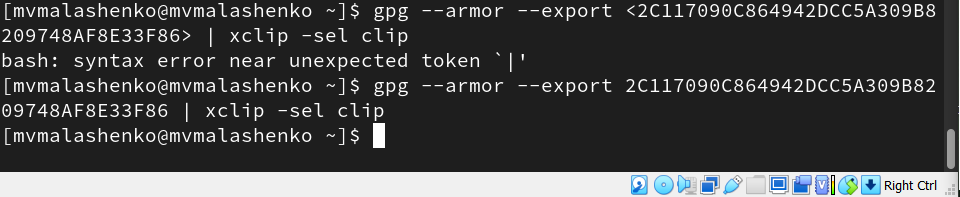 [mvmalashenko@mvmalashenko ~]$ gpg --armor --export <2C117090C864942DCC5A309B8
209748AF8E33F86> | xclip -sel clip
bash: syntax error near unexpected token `|'
[mvmalashenko@mvmalashenko ~]$ gpg --armor --export 2C117090C864942DCC5A309B82
09748AF8E33F86 | xclip -sel clip
[mvmalashenko@mvmalashenko ~]$
Right Ctrl